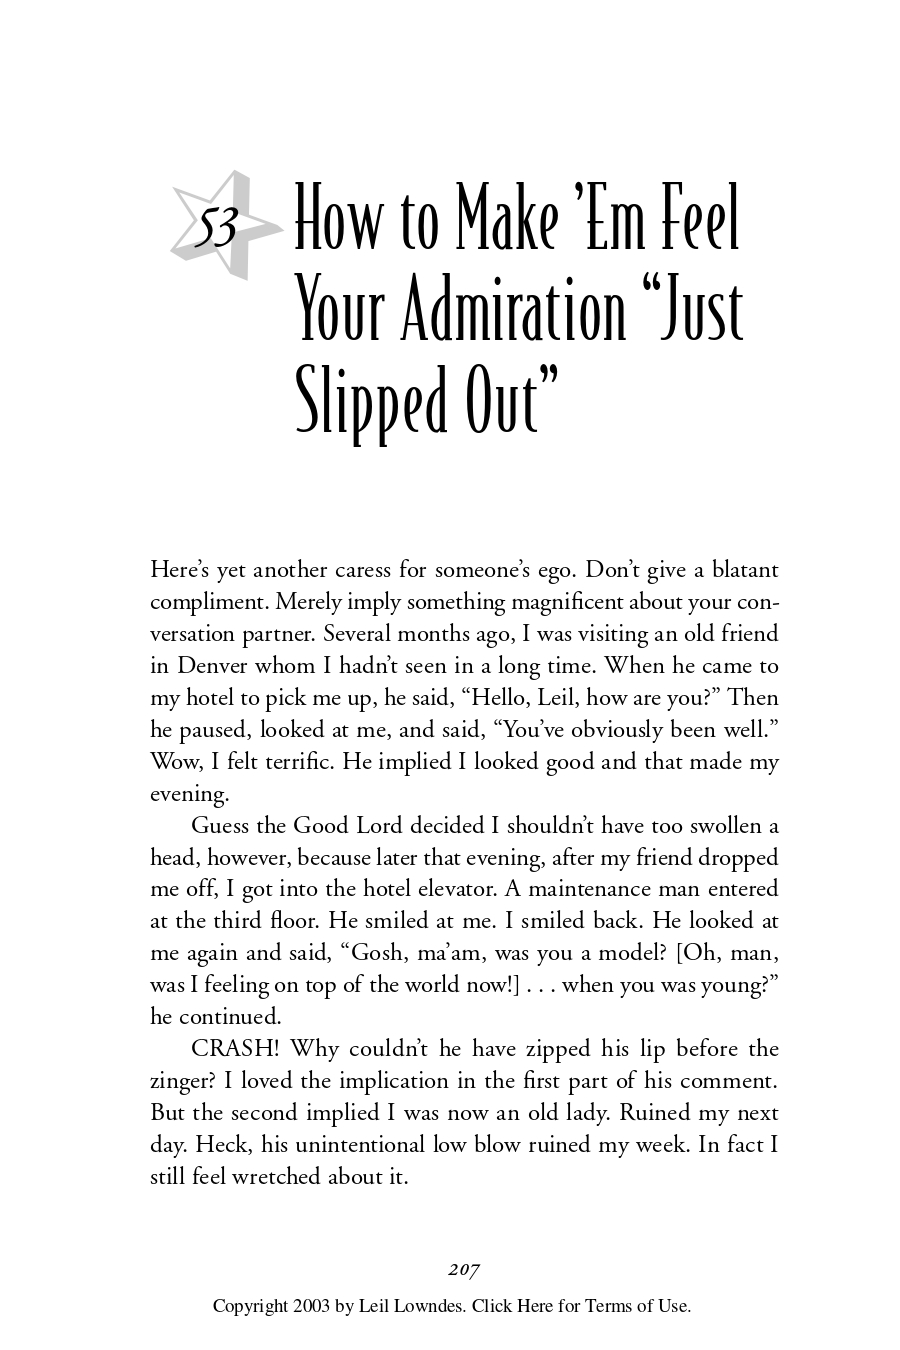 53
How to Make ’Em Feel
Your Admiration “Just
Slipped Out”
Here’s yet another caress for someone’s ego. Don’t give a blatant
compliment. Merely imply something magnificent about your con-
versation partner. Several months ago, I was visiting an old friend
in Denver whom I hadn’t seen in a long time. When he came to
my hotel to pick me up, he said, “Hello, Leil, how are you?” Then
he paused, looked at me, and said, “You’ve obviously been well.”
Wow, I felt terrific. He implied I looked good and that made my
evening.
Guess the Good Lord decided I shouldn’t have too swollen a
head, however, because later that evening, after my friend dropped
me off, I got into the hotel elevator. A maintenance man entered
at the third floor. He smiled at me. I smiled back. He looked at
me again and said, “Gosh, ma’am, was you a model? [Oh, man,
was I feeling on top of the world now!] . . . when you was young?”
he continued.
CRASH! Why couldn’t he have zipped his lip before the
zinger? I loved the implication in the first part of his comment.
But the second implied I was now an old lady. Ruined my next
day. Heck, his unintentional low blow ruined my week. In fact I
still feel wretched about it.
207
Copyright 2003 by Leil Lowndes. Click Here for Terms of Use.